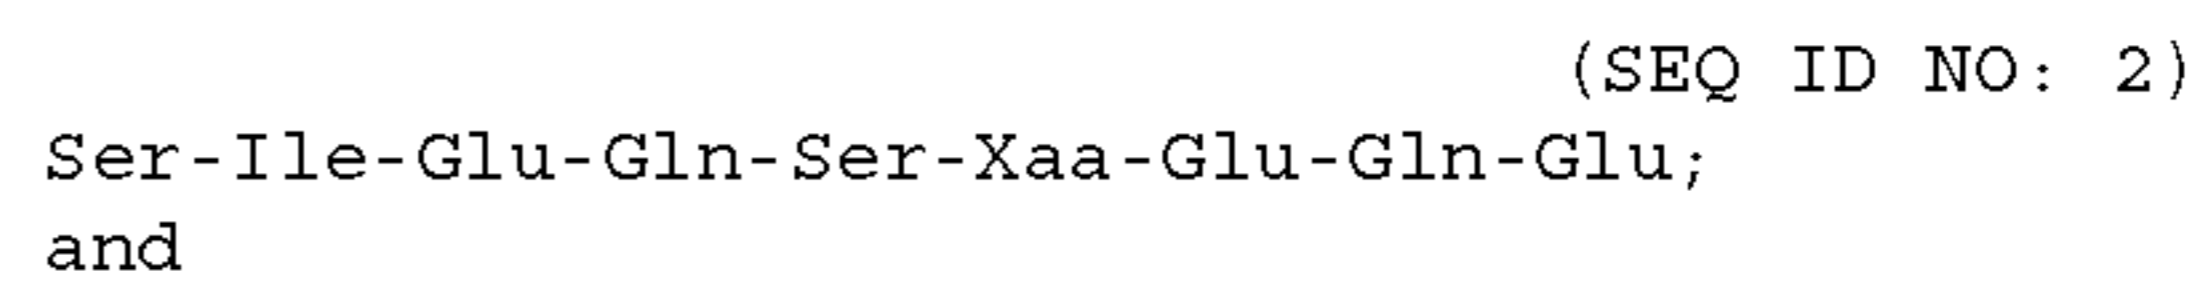 (SEQ ID NO: 2)
Ser-Ile-Glu-Gln-Ser-Xaa-Glu-Gln-Glu;
and